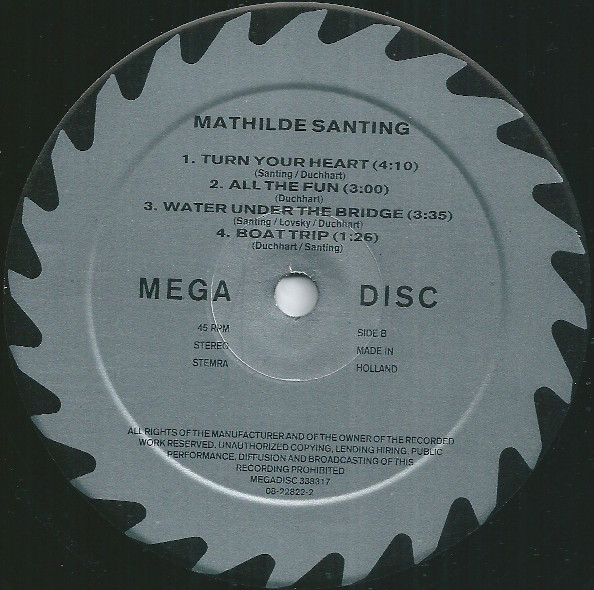 MATHILDE SANTING
1. TURN YOUR HEART (4:10)
(Santing / Duchhart)
2. ALL THE FUN (3:00)
(Duchhart)
3. WATER UNDER THE BRIDGE (3:35)
(Santing / Lovsky / Duchhart)
4. BOAT TRIP (1:26)
(Duchhart / Santing)
MEGA DISC
45 RPM SIDE B
STEREO MADE IN
STEMRA HOLLAND
ALL RIGHTS OF THE MANUFACTURER AND OF THE OWNER OF THE RECORDED
WORK RESERVED. UNAUTHORIZED COPYING, LENDING HIRING, PUBLIC
PERFORMANCE, DIFFUSION AND BROADCASTING OF THIS
RECORDING PROHIBITED
MEGADISC 338317
08-22822-2